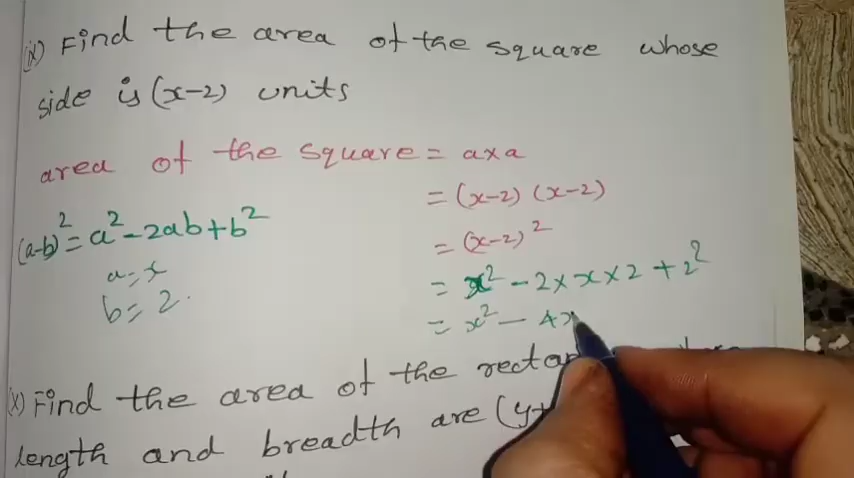 (ix) Find the area of the square whose
side is (x-2) units
area of the square = a×a
= (x-2) (x-2)
(a-b)² = a² - 2ab + b²
= (x-2)²
a = x
= x² - 2 × x × 2 + 2²
b = 2.
= x² - 4x
(x) Find the area of the
length and breadth are (y+